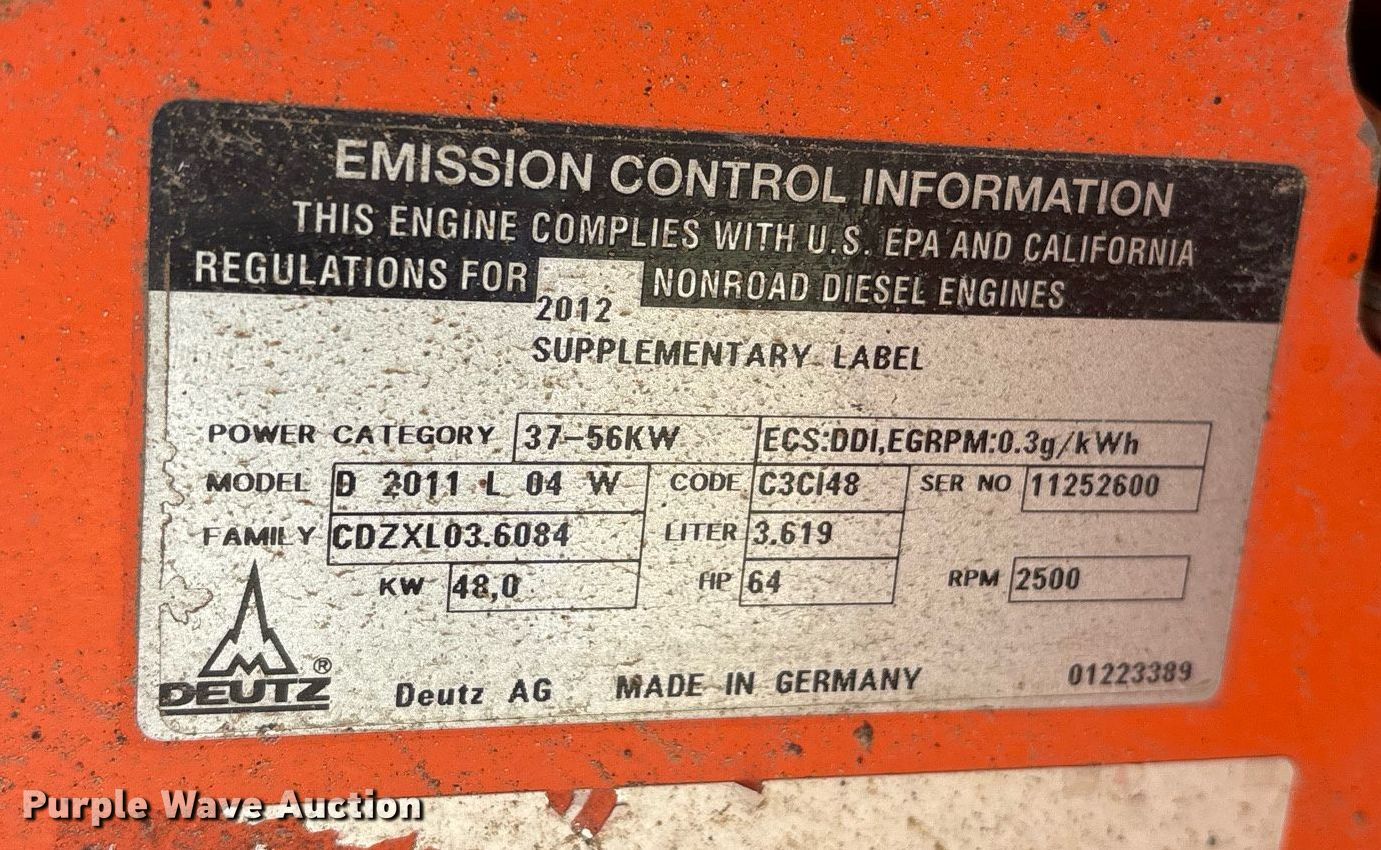 EMISSION CONTROL INFORMATION
THIS ENGINE COMPLIES WITH U.S. EPA AND CALIFORNIA
REGULATIONS FOR 2012 NONROAD DIESEL ENGINES
SUPPLEMENTARY LABEL
POWER CATEGORY 37-56KW ECS:DDI,EGRPM:0.3g/kWh
MODEL D 2011 L 04 W CODE C3CI48 SER NO 11252600
FAMILY CDZXL03.6084 LITER 3.619
KW 48,0 HP 64 RPM 2500
DEUTZ ® Deutz AG MADE IN GERMANY 01223389
Purple Wave Auction